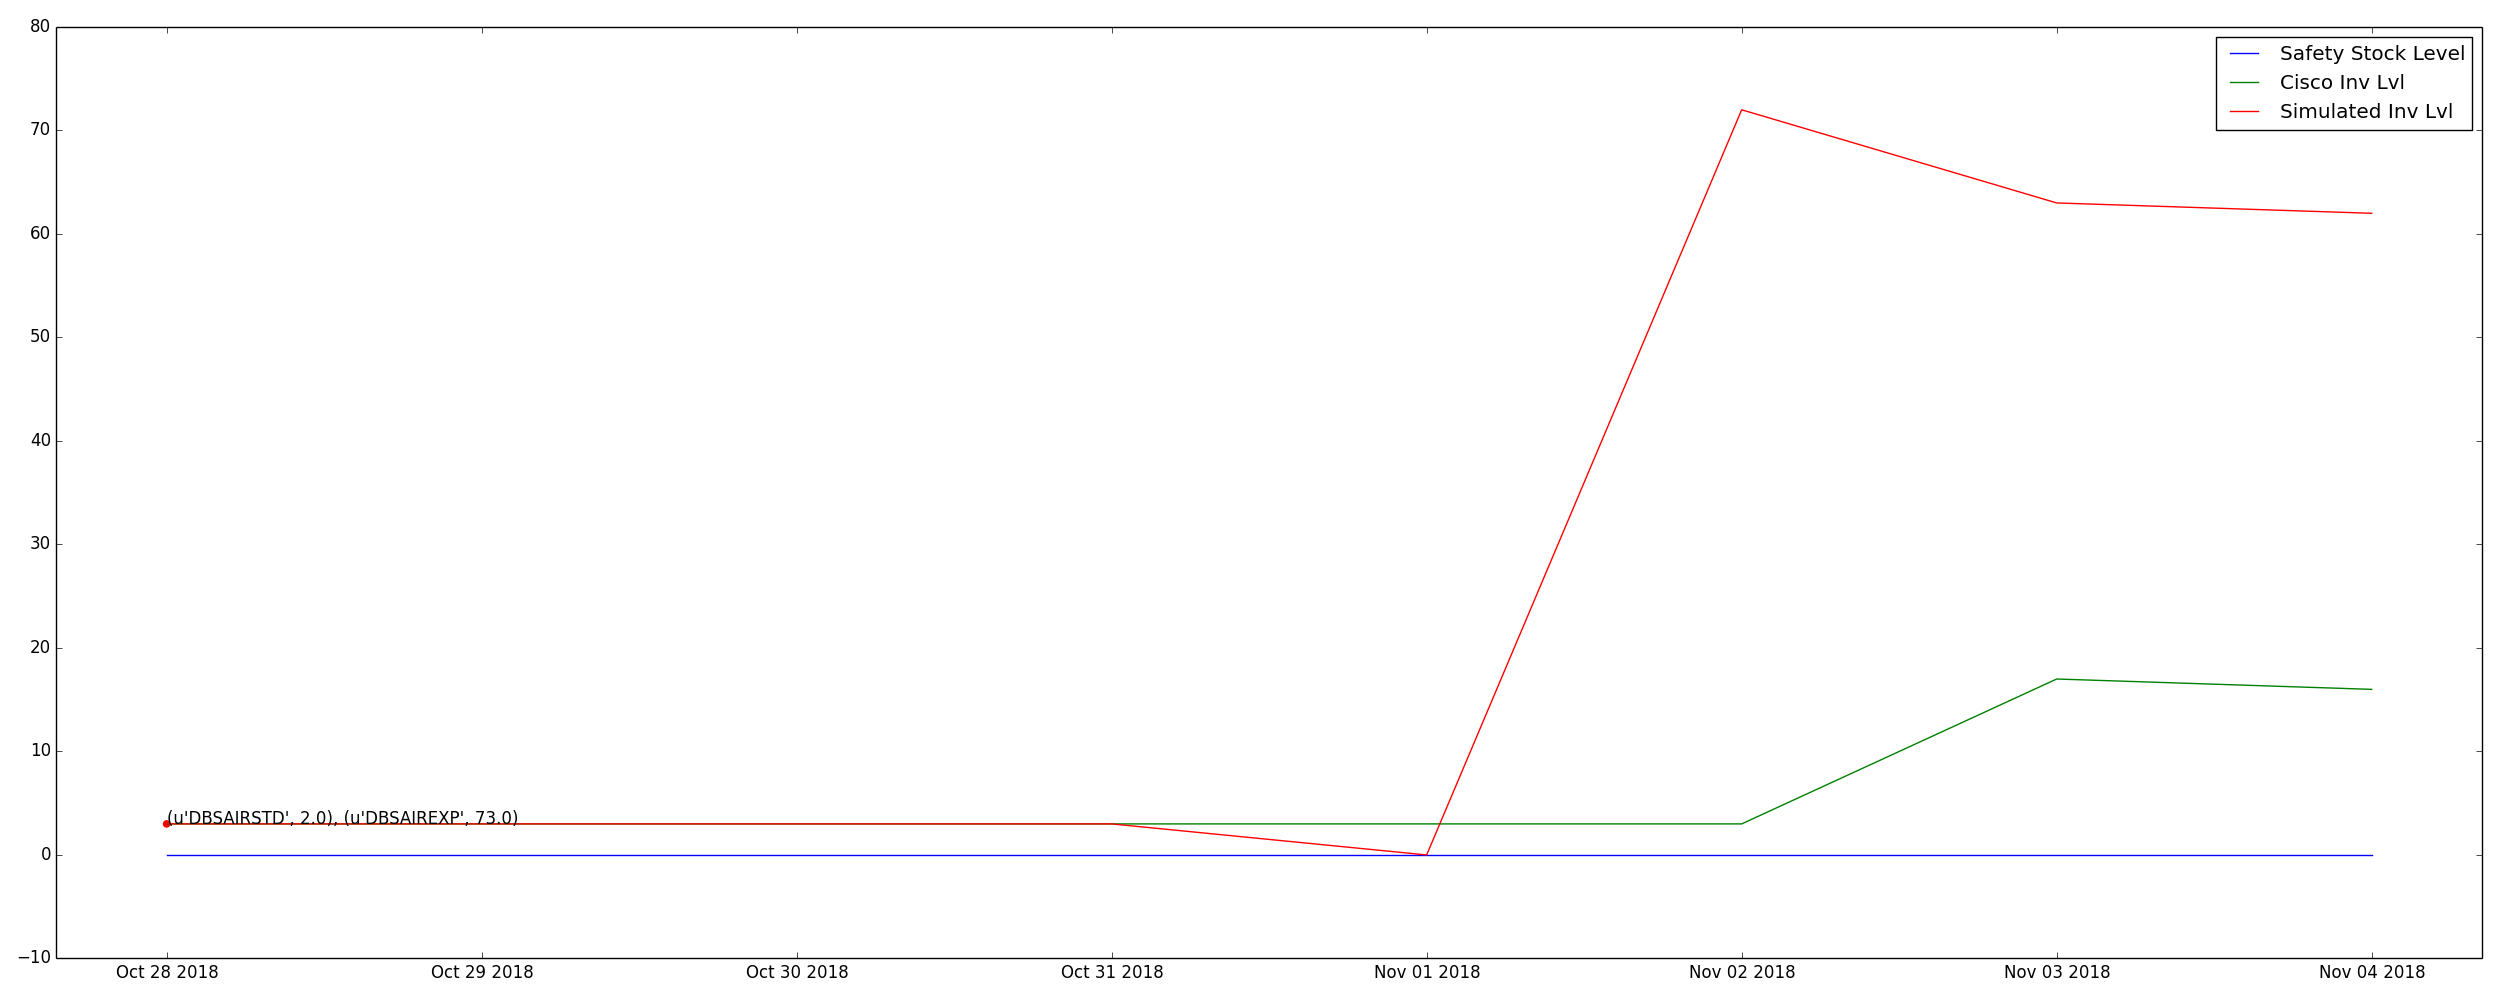 80
70
60
50
40
30
20
10
0
−10
Safety Stock Level
Cisco Inv Lvl
Simulated Inv Lvl
(u'DBSAIRSTD', 2.0), (u'DBSAIREXP', 73.0)
Oct 28 2018
Oct 29 2018
Oct 30 2018
Oct 31 2018
Nov 01 2018
Nov 02 2018
Nov 03 2018
Nov 04 2018